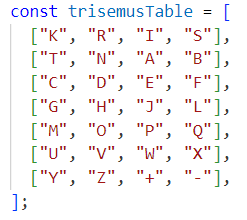 const trisemusTable = [
["K", "R", "I", "S"],
["T", "N", "A", "B"],
["C", "D", "E", "F"],
["G", "H", "J", "L"],
["M", "O", "P", "Q"],
["U", "V", "W", "X"],
["Y", "Z", "+", "-"],
];